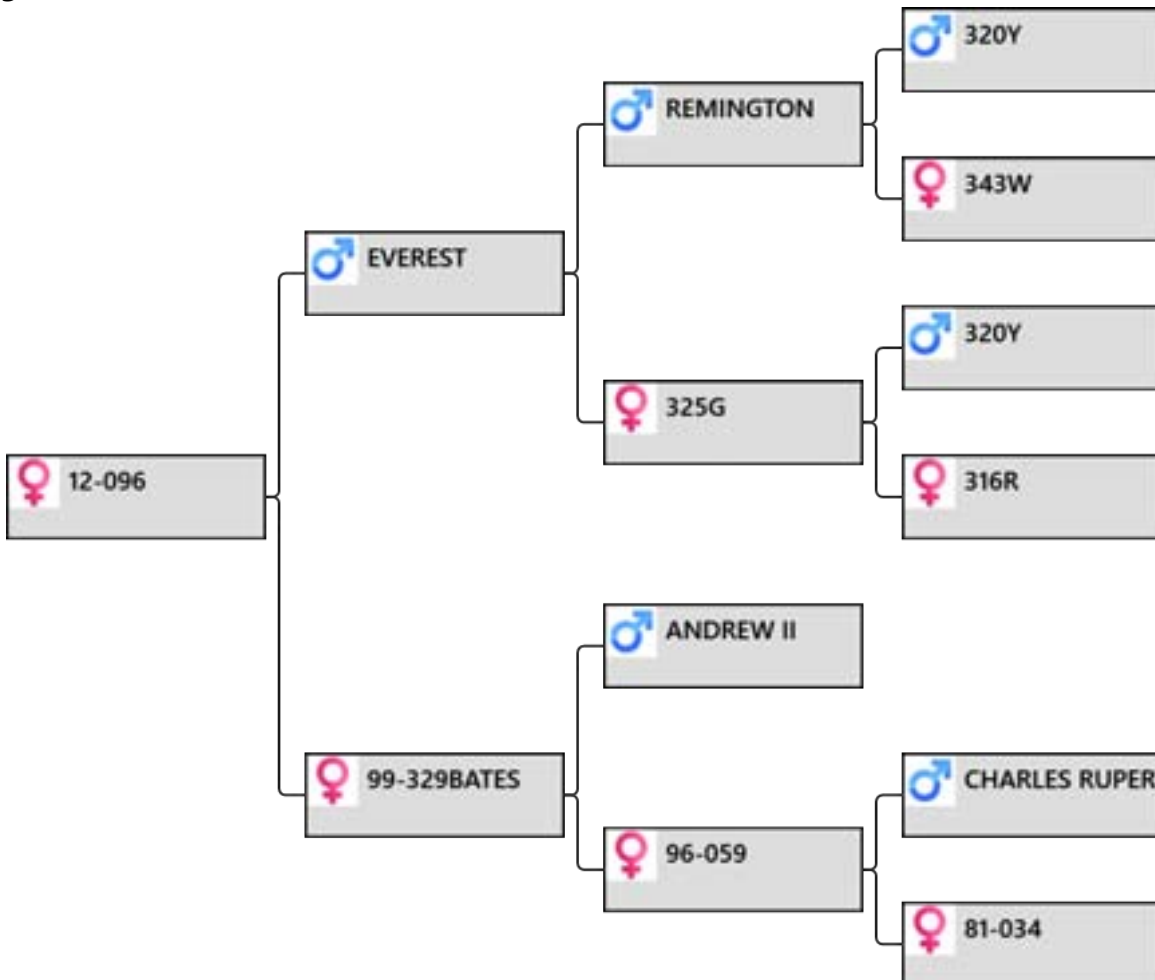 320Y
REMINGTON
343W
EVEREST
320Y
325G
12-096
316R
ANDREW II
99-329BATES
CHARLES RUPER
96-059
81-034